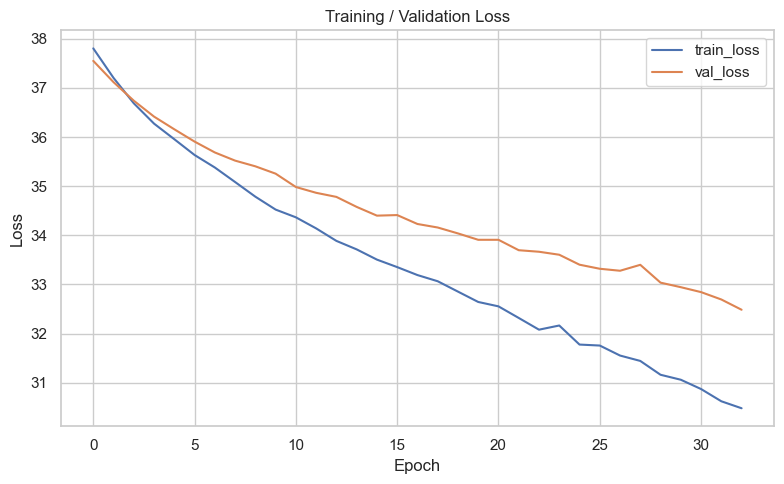 Training / Validation Loss
train_loss
val_loss
38
37
36
35
34
33
32
31
Loss
0 5 10 15 20 25 30
Epoch